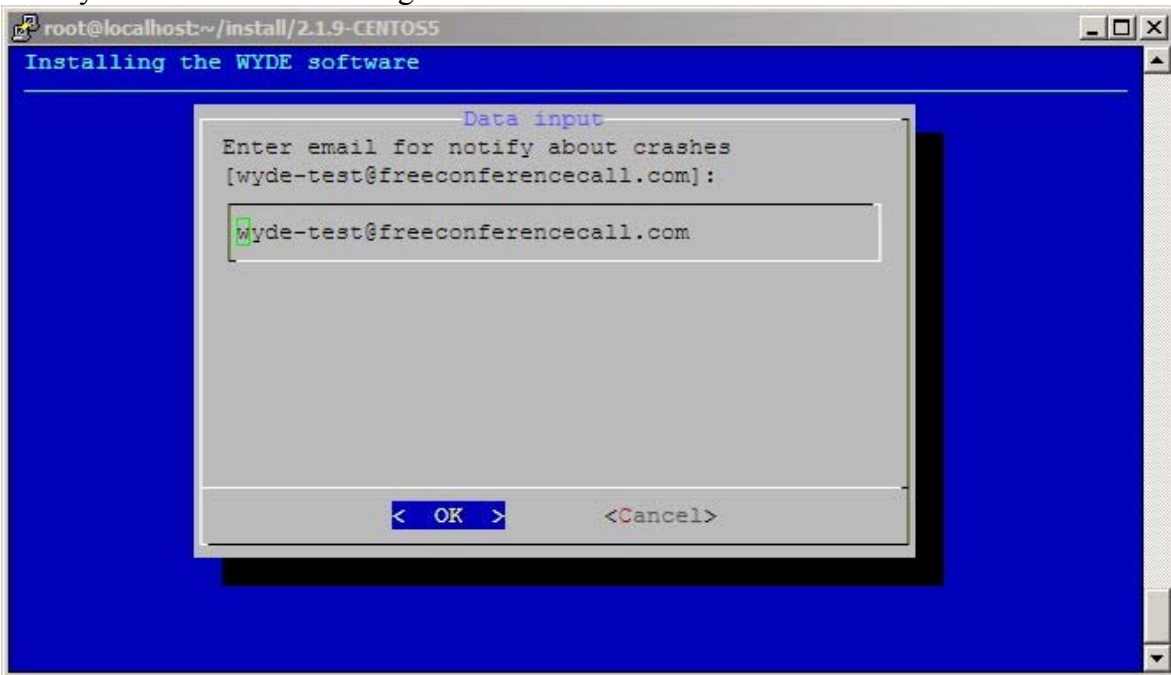 root@localhost:~/install/2.1.9-CENTOS5
Installing the WYDE software
Data input
Enter email for notify about crashes
[wyde-test@freeconferencecall.com]:
wyde-test@freeconferencecall.com
< OK > <Cancel>